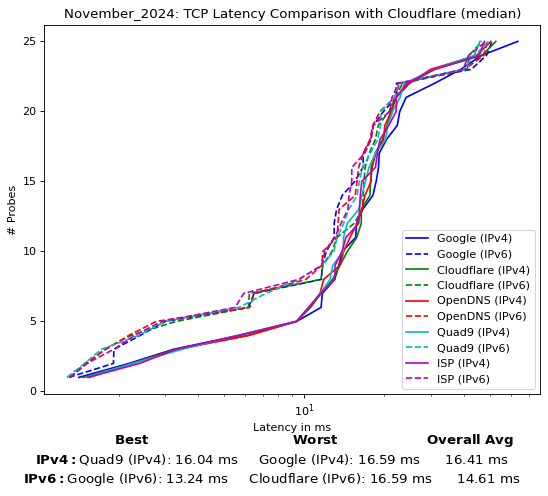 November_2024: TCP Latency Comparison with Cloudflare (median)
# Probes
25
20
15
10
5
0
Google (IPv4)
Google (IPv6)
Cloudflare (IPv4)
Cloudflare (IPv6)
OpenDNS (IPv4)
OpenDNS (IPv6)
Quad9 (IPv4)
Quad9 (IPv6)
ISP (IPv4)
ISP (IPv6)
10¹
Latency in ms
Best Worst Overall Avg
IPv4: Quad9 (IPv4): 16.04 ms Google (IPv4): 16.59 ms 16.41 ms
IPv6: Google (IPv6): 13.24 ms Cloudflare (IPv6): 16.59 ms 14.61 ms